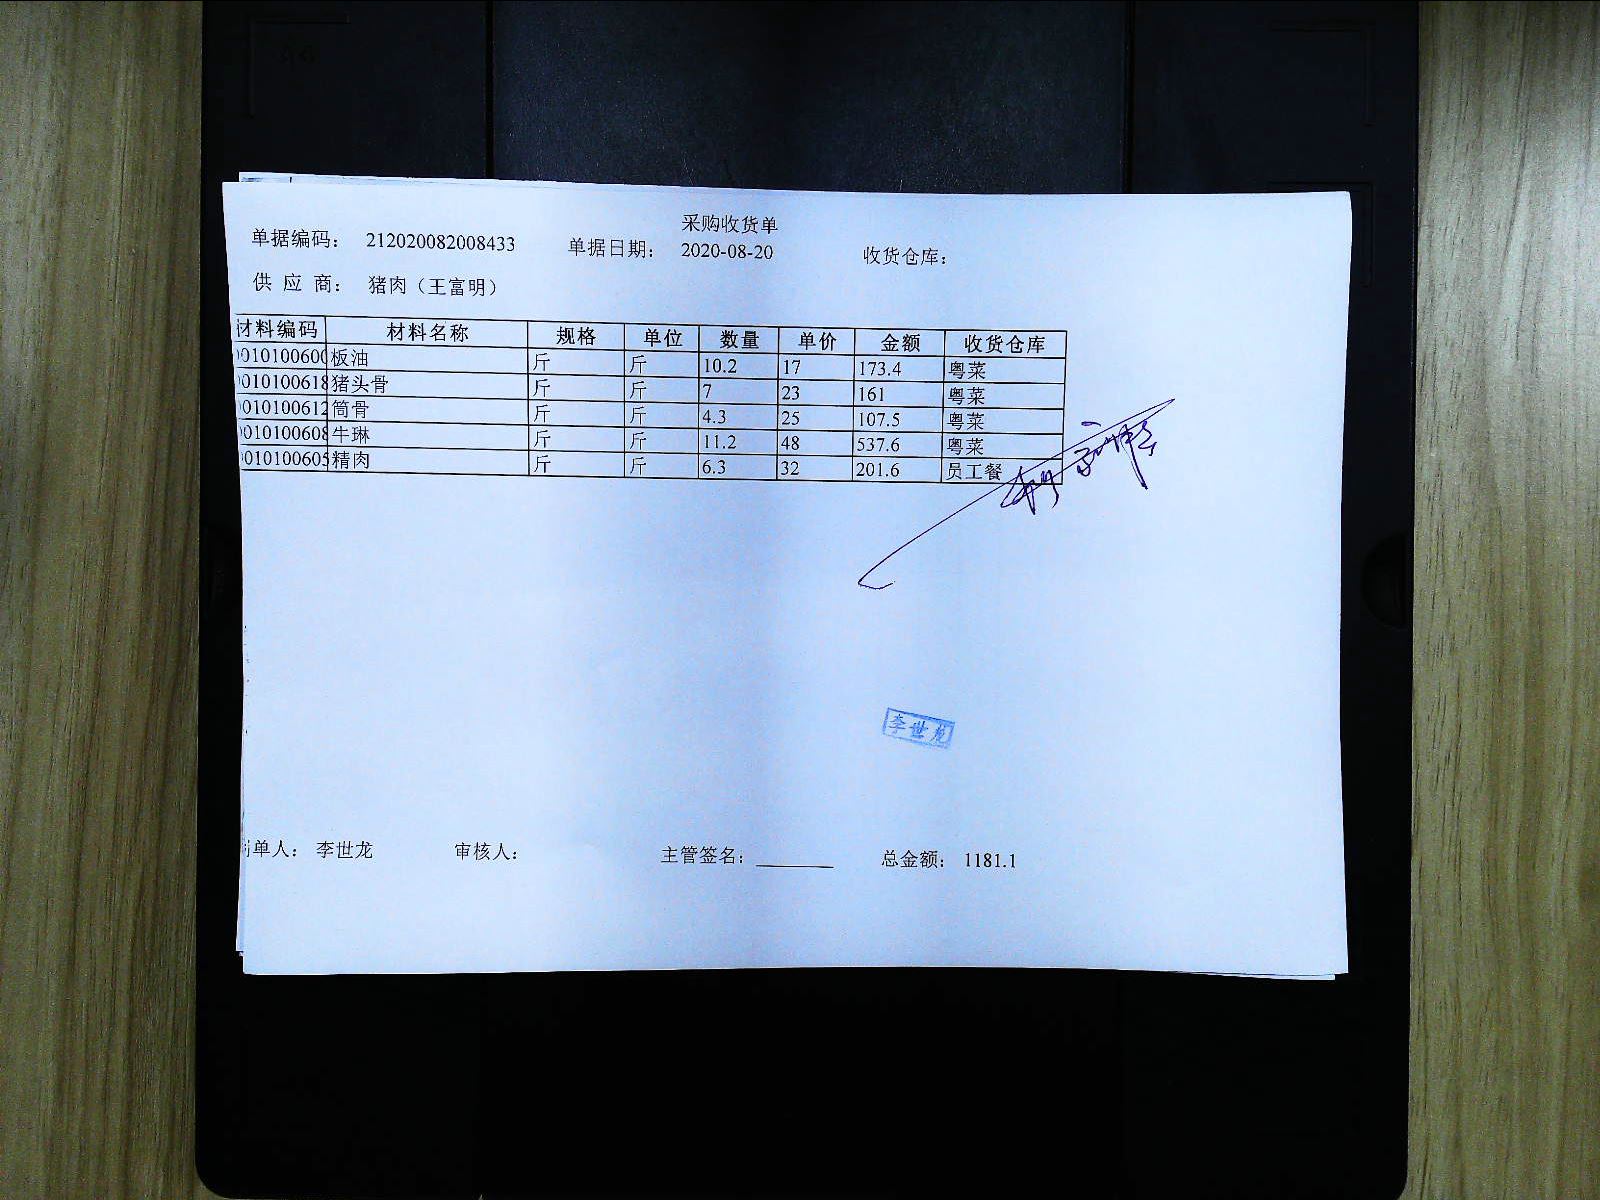 采购收货单
单据编码： 212020082008433 单据日期： 2020-08-20 收货仓库：
供 应 商： 猪肉（王富明）
材料编码 材料名称 规格 单位 数量 单价 金额 收货仓库
0010100600 板油 斤 斤 10.2 17 173.4 粤菜
0010100618 猪头骨 斤 斤 7 23 161 粤菜
0010100612 筒骨 斤 斤 4.3 25 107.5 粤菜
0010100608 牛琳 斤 斤 11.2 48 537.6 粤菜
0010100605 精肉 斤 斤 6.3 32 201.6 员工餐
李世龙
单人： 李世龙 审核人： 主管签名： 总金额： 1181.1